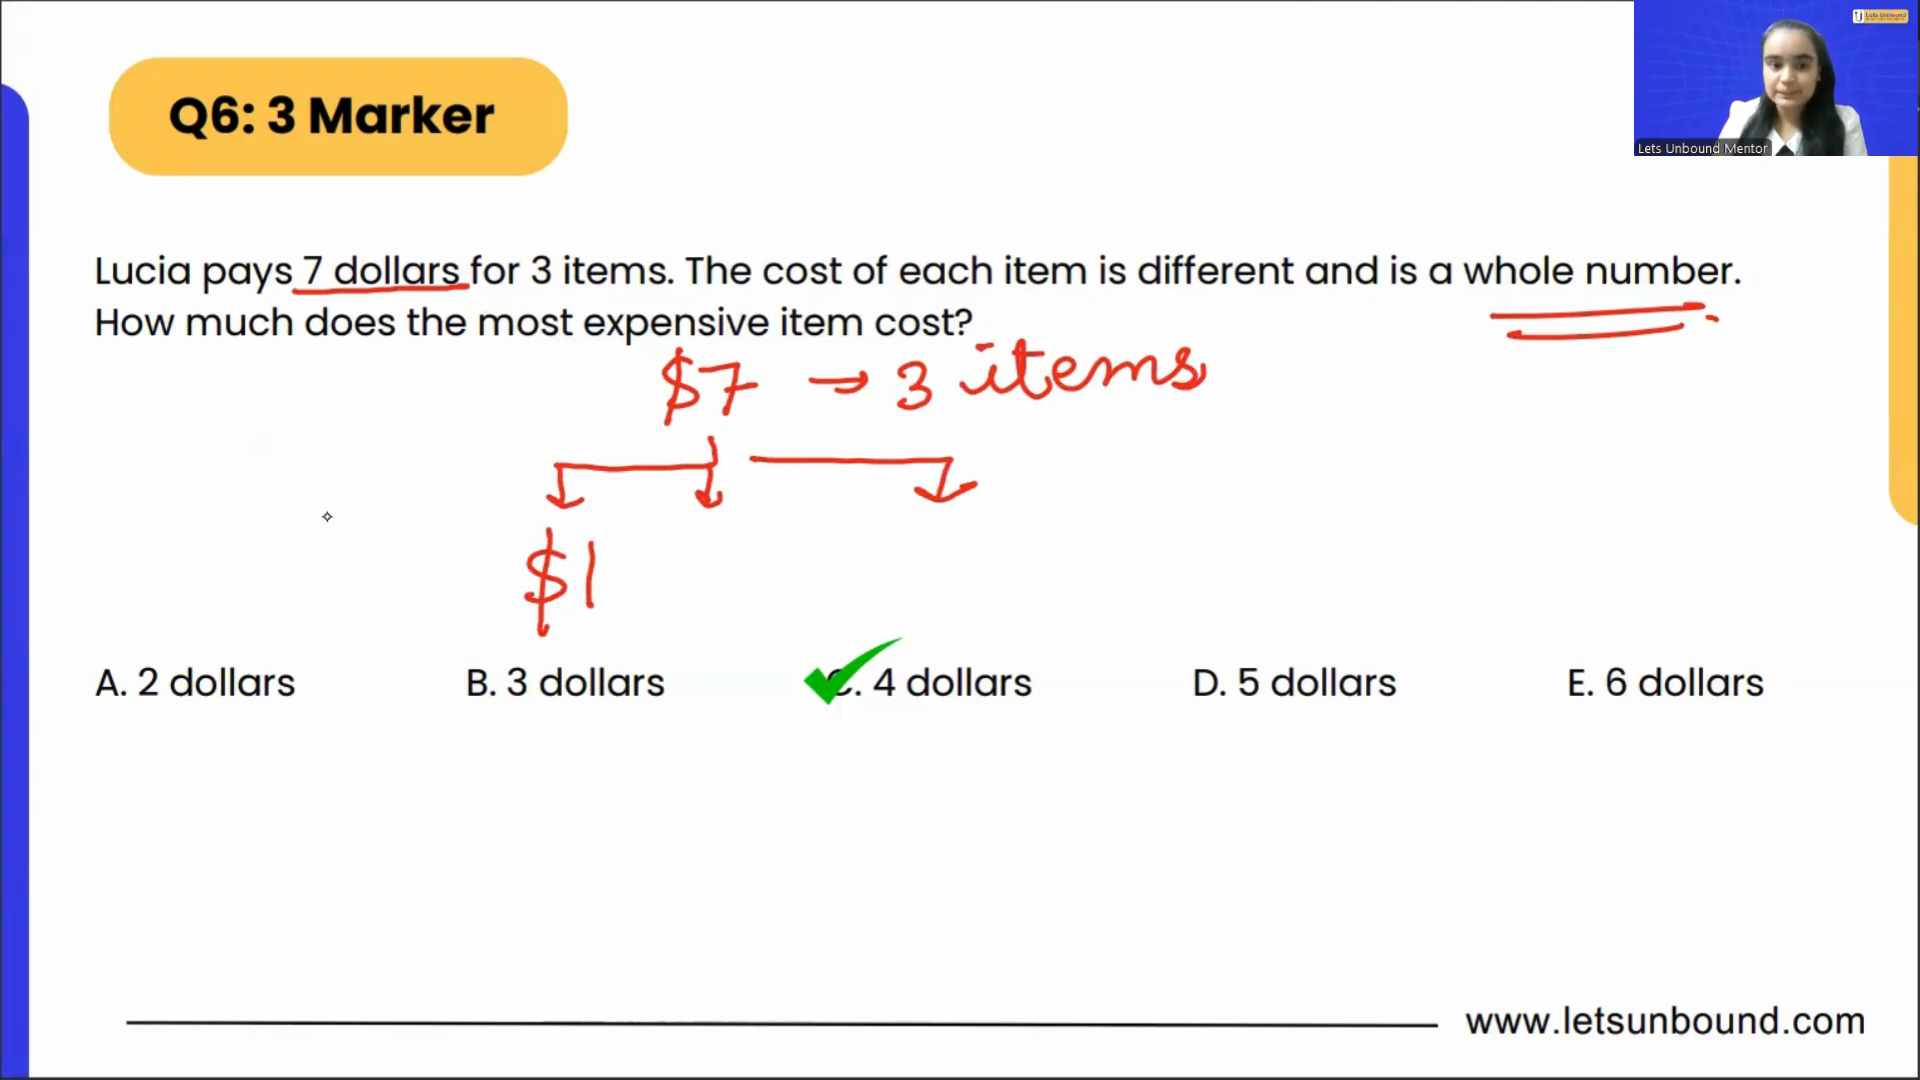 Q6: 3 Marker
Lets Unbound Mentor
Lucia pays 7 dollars for 3 items. The cost of each item is different and is a whole number.
How much does the most expensive item cost?
$7 → 3 items
$1
A. 2 dollars
B. 3 dollars
C. 4 dollars
D. 5 dollars
E. 6 dollars
www.letsunbound.com